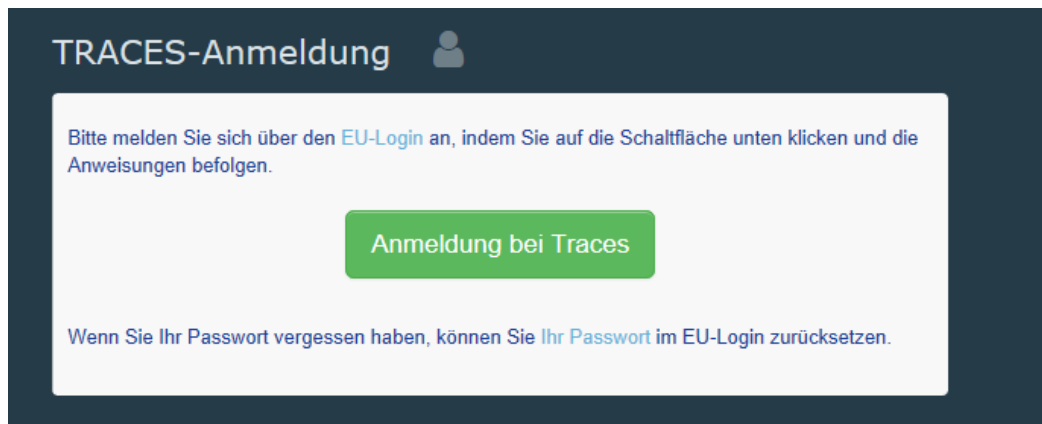 TRACES-Anmeldung
Bitte melden Sie sich über den EU-Login an, indem Sie auf die Schaltfläche unten klicken und die
Anweisungen befolgen.
Anmeldung bei Traces
Wenn Sie Ihr Passwort vergessen haben, können Sie Ihr Passwort im EU-Login zurücksetzen.